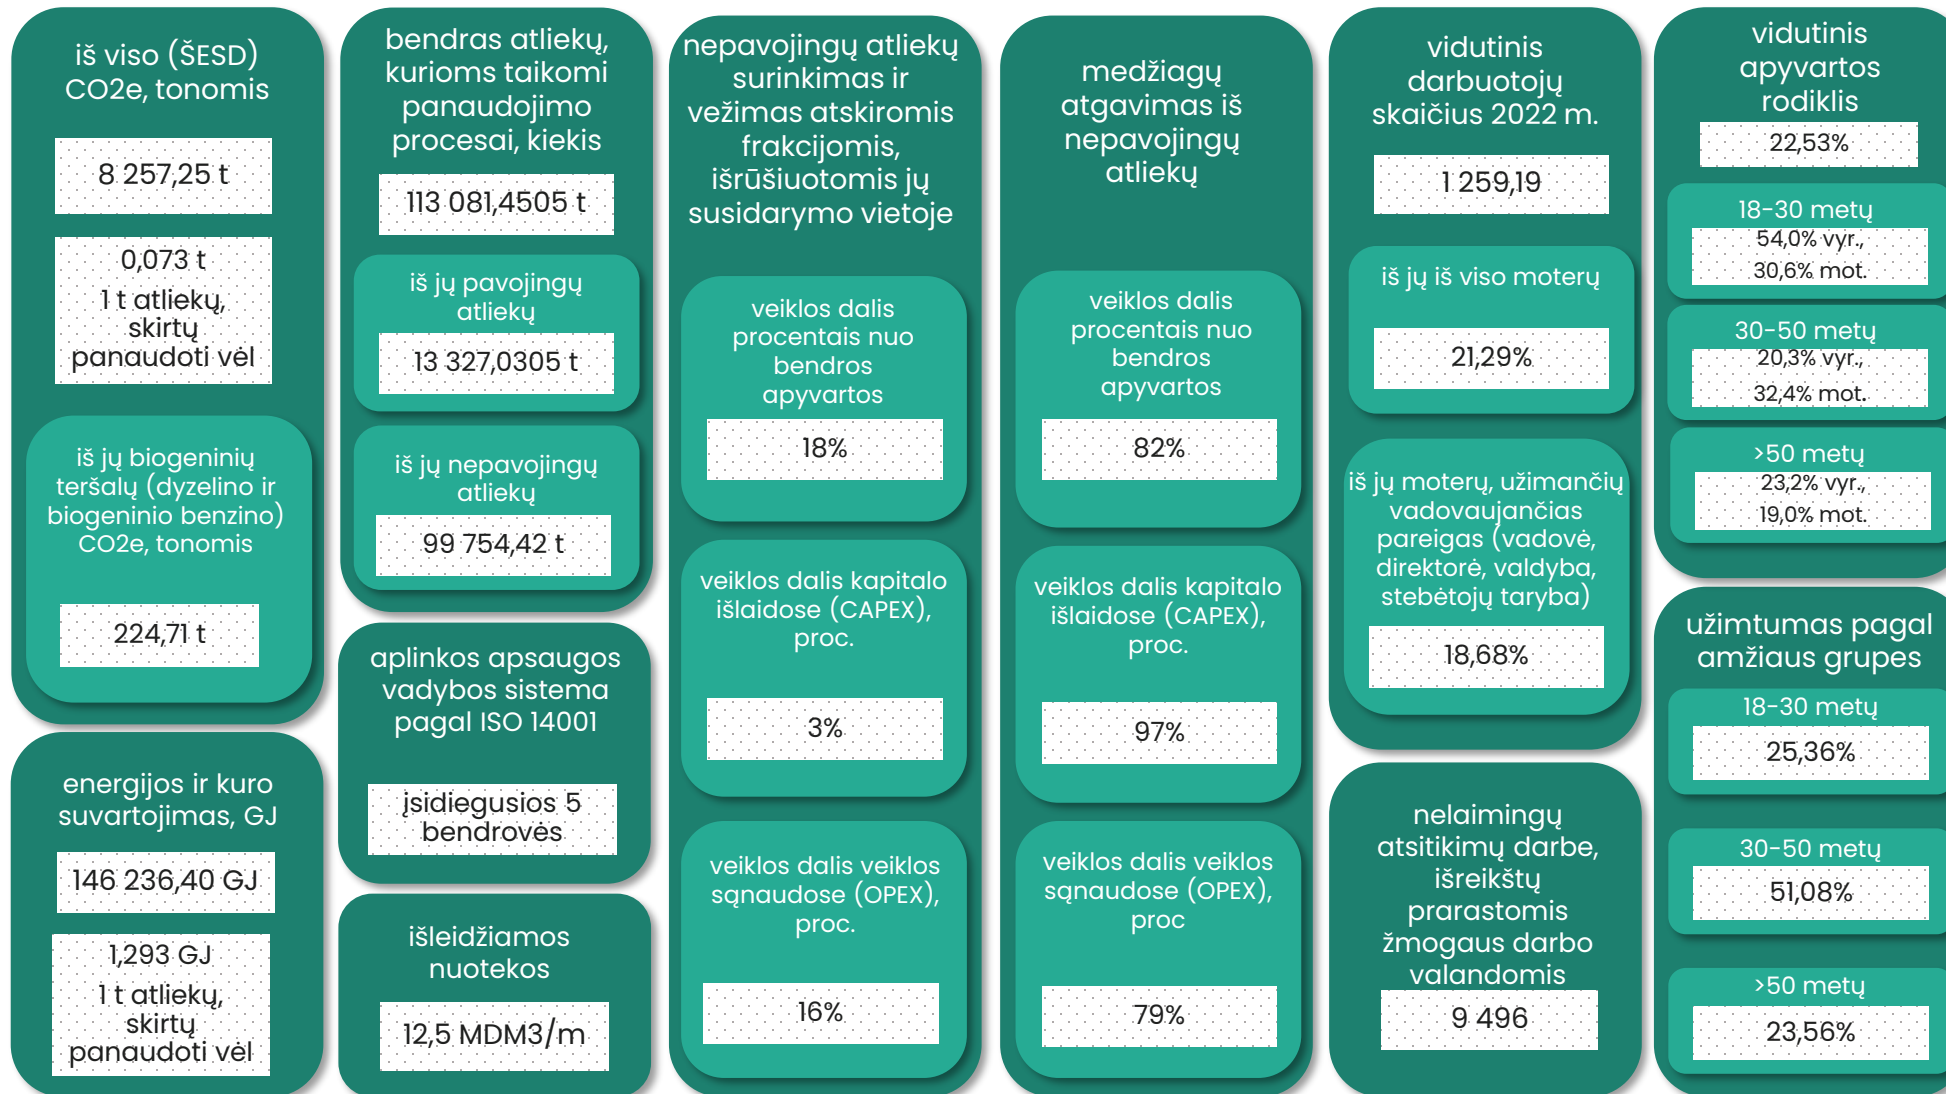 iš viso (ŠESD)
CO2e, tonomis
8 257,25 t
0,073 t
1 t atliekų,
skirtų
panaudoti vėl
iš jų biogeninių
teršalų (dyzelino ir
biogeninio benzino)
CO2e, tonomis
224,71 t
energijos ir kuro
suvartojimas, GJ
146 236,40 GJ
1,293 GJ
1 t atliekų,
skirtų
panaudoti vėl
bendras atliekų,
kurioms taikomi
panaudojimo
procesai, kiekis
113 081,4505 t
iš jų pavojingų
atliekų
13 327,0305 t
iš jų nepavojingų
atliekų
99 754,42 t
aplinkos apsaugos
vadybos sistema
pagal ISO 14001
įsidiegusios 5
bendrovės
išleidžiamos
nuotekos
12,5 MDM3/m
nepavojingų atliekų
surinkimas ir
vežimas atskiromis
frakcijomis,
išrūšiuotomis jų
susidarymo vietoje
veiklos dalis
procentais nuo
bendros
apyvartos
18%
veiklos dalis kapitalo
išlaidose (CAPEX),
proc.
3%
veiklos dalis veiklos
sąnaudose (OPEX),
proc.
16%
medžiagų
atgavimas iš
nepavojingų
atliekų
veiklos dalis
procentais nuo
bendros
apyvartos
82%
veiklos dalis kapitalo
išlaidose (CAPEX),
proc.
97%
veiklos dalis veiklos
sąnaudose (OPEX),
proc
79%
vidutinis
darbuotojų
skaičius 2022 m.
1 259,19
iš jų iš viso moterų
21,29%
iš jų moterų, užimančių
vadovaujančias
pareigas (vadovė,
direktorė, valdyba,
stebėtojų taryba)
18,68%
nelaimingų
atsitikimų darbe,
išreikštų
prarastomis
žmogaus darbo
valandomis
9 496
vidutinis
apyvartos
rodiklis
22,53%
18-30 metų
54,0% vyr.,
30,6% mot.
30-50 metų
20,3% vyr.,
32,4% mot.
>50 metų
23,2% vyr.,
19,0% mot.
užimtumas pagal
amžiaus grupes
18-30 metų
25,36%
30-50 metų
51,08%
>50 metų
23,56%